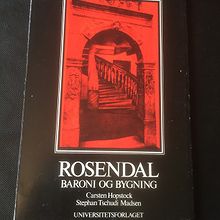 ROSENDAL
BARONI OG BYGNING
Carsten Hopstock
Stephan Tschudi Madsen
UNIVERSITETSFORLAGET